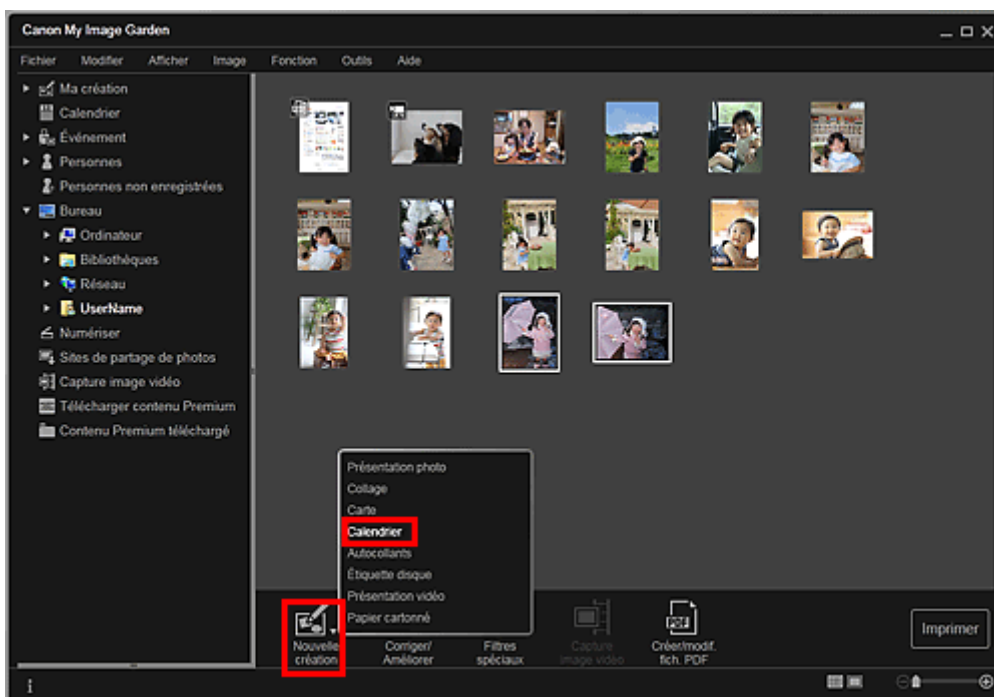 Canon My Image Garden
Fichier Modifier Afficher Image Fonction Outils Aide
Ma création
Calendrier
Événement
Personnes
Personnes non enregistrées
Bureau
Ordinateur
Bibliothèques
Réseau
UserName
Numériser
Sites de partage de photos
Capture image vidéo
Télécharger contenu Premium
Contenu Premium téléchargé
Présentation photo
Collage
Carte
Calendrier
Autocollants
Étiquette disque
Présentation vidéo
Papier cartonné
Nouvelle
création
Corriger/
Améliorer
Filtres
spéciaux
Capture
image vidéo
PDF
Créer/modif.
fich. PDF
Imprimer